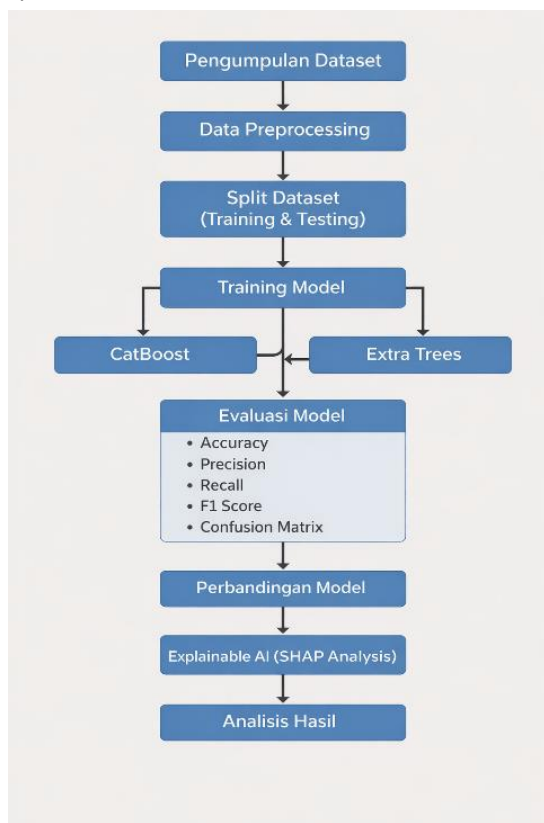 Pengumpulan Dataset
Data Preprocessing
Split Dataset
(Training & Testing)
Training Model
CatBoost
Extra Trees
Evaluasi Model
• Accuracy
• Precision
• Recall
• F1 Score
• Confusion Matrix
Perbandingan Model
Explainable AI (SHAP Analysis)
Analisis Hasil